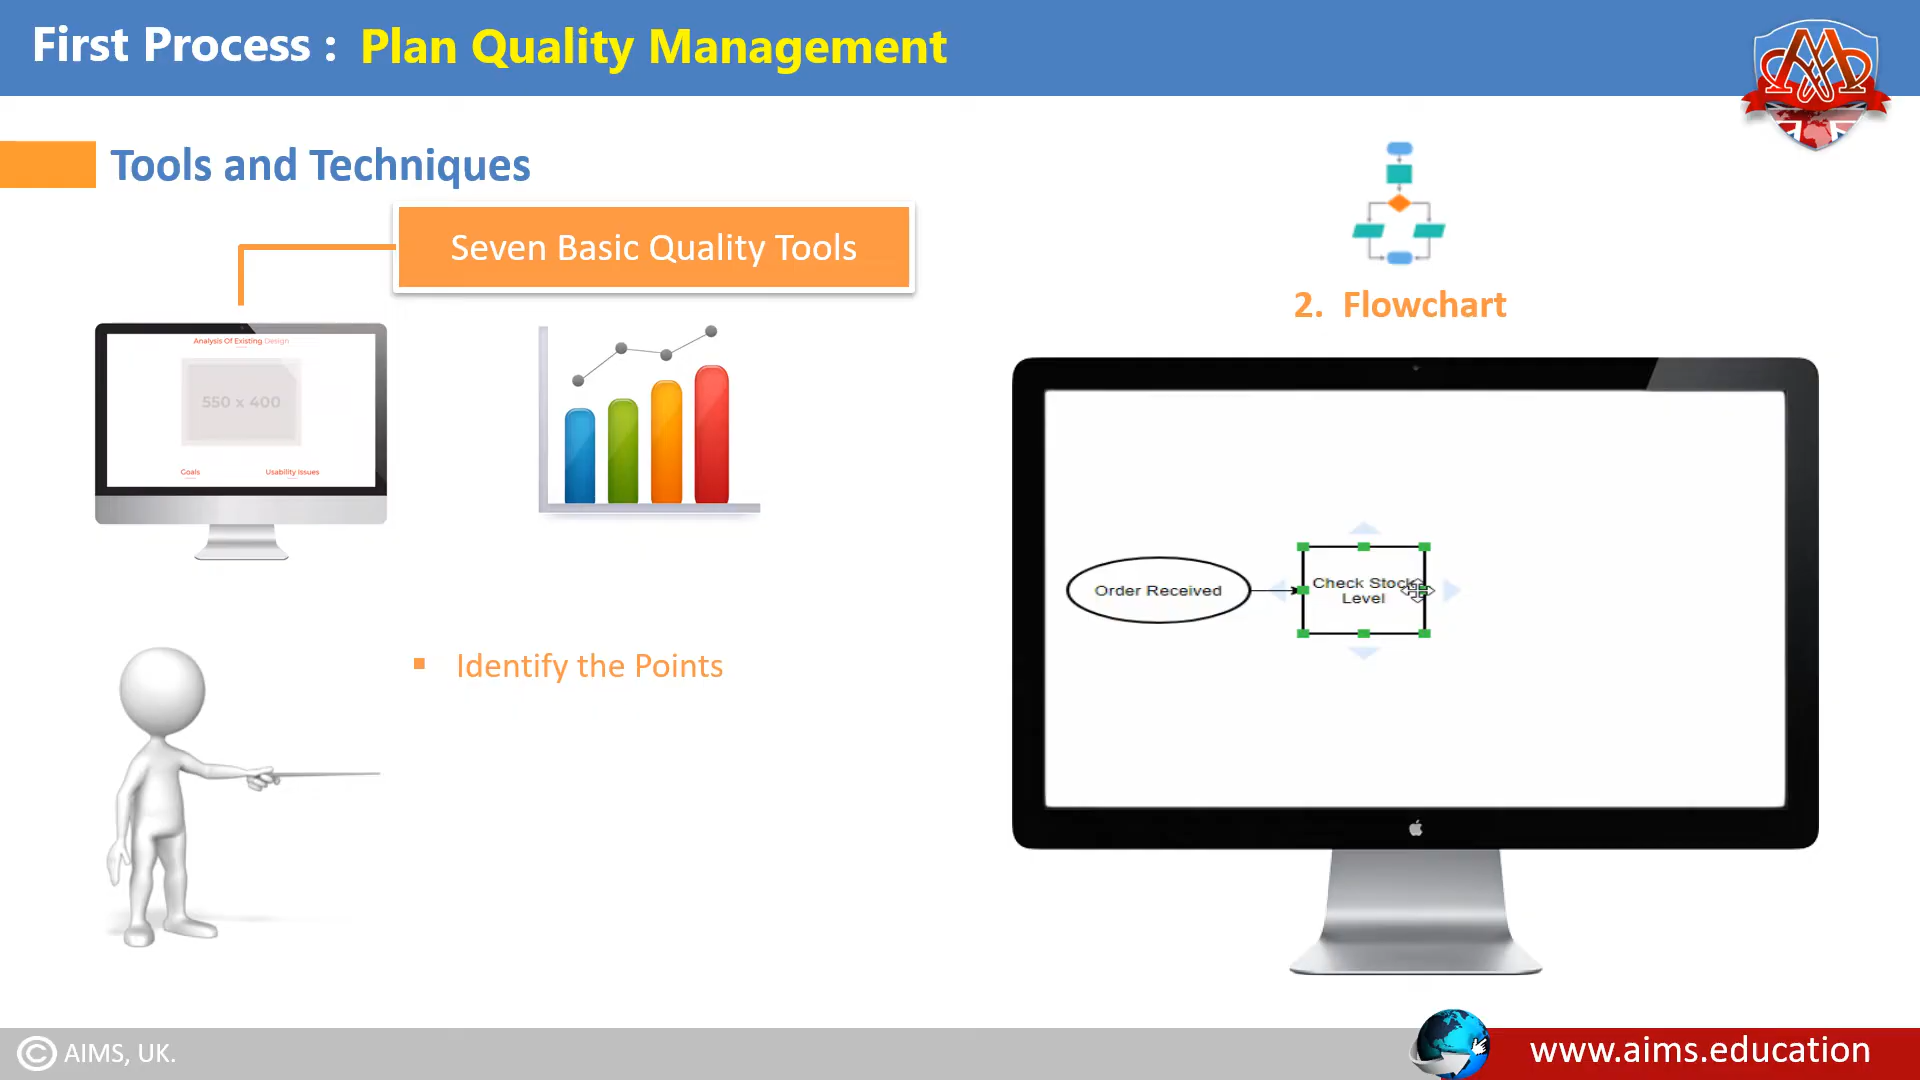 First Process : Plan Quality Management
Tools and Techniques
Seven Basic Quality Tools
Analysis Of Existing Design
550 x 400
Goals
Usability Issues
2. Flowchart
Order Received
Check Stock
Level
▪ Identify the Points
© AIMS, UK.
www.aims.education